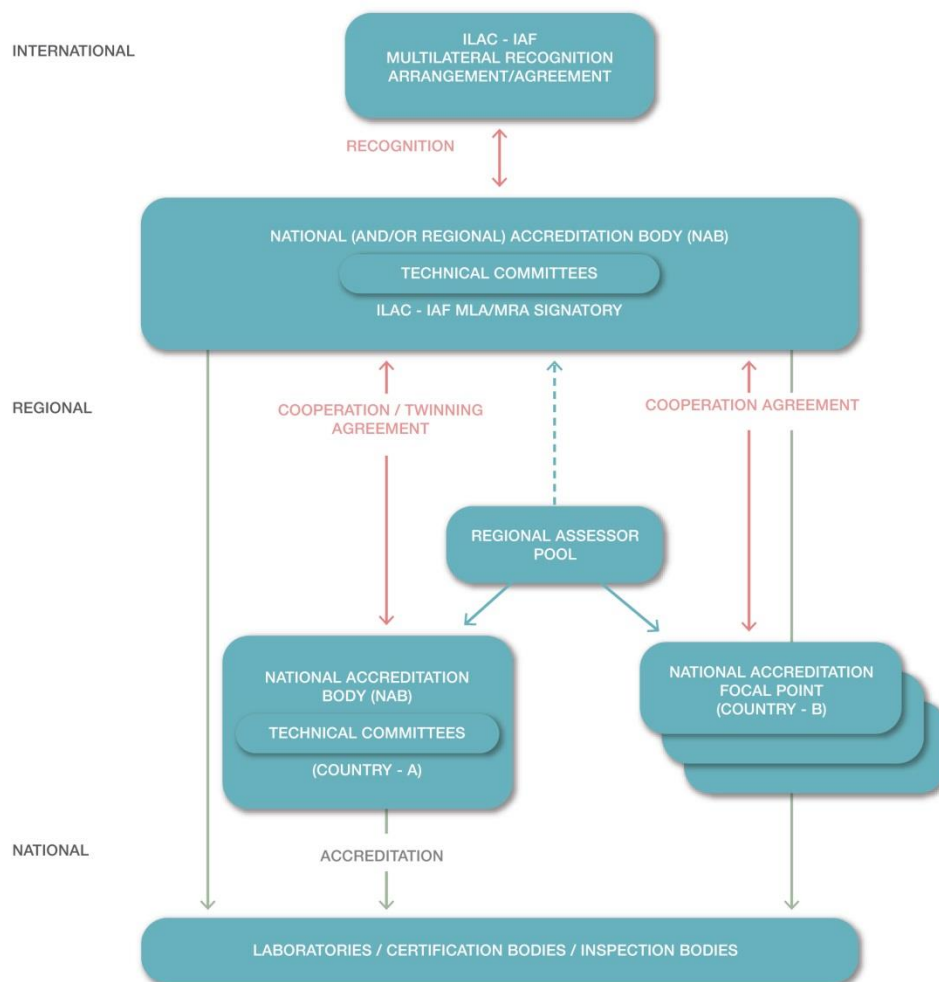 INTERNATIONAL
ILAC - IAF
MULTILATERAL RECOGNITION
ARRANGEMENT/AGREEMENT
RECOGNITION
NATIONAL (AND/OR REGIONAL) ACCREDITATION BODY (NAB)
TECHNICAL COMMITTEES
ILAC - IAF MLA/MRA SIGNATORY
REGIONAL
COOPERATION / TWINNING
AGREEMENT
COOPERATION AGREEMENT
REGIONAL ASSESSOR
POOL
NATIONAL ACCREDITATION
BODY (NAB)
TECHNICAL COMMITTEES
(COUNTRY - A)
NATIONAL ACCREDITATION
FOCAL POINT
(COUNTRY - B)
NATIONAL
ACCREDITATION
LABORATORIES / CERTIFICATION BODIES / INSPECTION BODIES